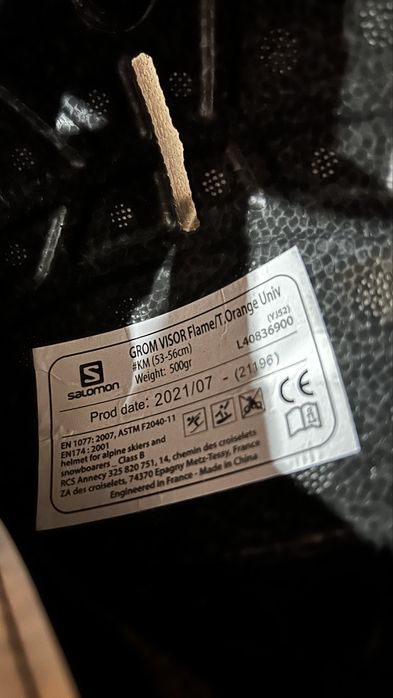 GROM VISOR Flame/T.Orange Univ
#KM (53-56cm) (YJ52)
Weight: 500gr L40836900
S
SALOMON
Prod date: 2021/07 - (21196)
EN 1077: 2007, ASTM F2040-11
EN174 : 2001
helmet for alpine skiers and
snowboarders _ Class B
RCS Annecy 325 820 751, 14, chemin des croiselets
ZA des croiselets, 74370 Epagny Metz-Tessy, France
Engineered in France - Made in China
CE
i